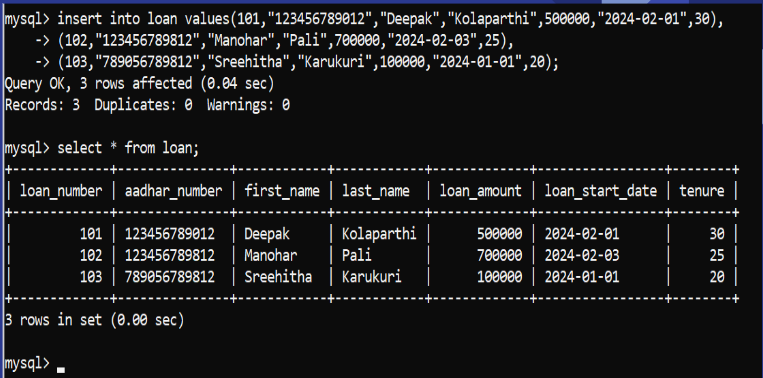 mysql> insert into loan values(101,"123456789012","Deepak","Kolaparthi",500000,"2024-02-01",30),
    -> (102,"123456789812","Manohar","Pali",700000,"2024-02-03",25),
    -> (103,"789056789812","Sreehitha","Karukuri",100000,"2024-01-01",20);
Query OK, 3 rows affected (0.04 sec)
Records: 3  Duplicates: 0  Warnings: 0
mysql> select * from loan;
+-------------+---------------+------------+------------+-------------+-----------------+--------+
| loan_number | aadhar_number | first_name | last_name  | loan_amount | loan_start_date | tenure |
+-------------+---------------+------------+------------+-------------+-----------------+--------+
|         101 | 123456789012  | Deepak     | Kolaparthi |      500000 | 2024-02-01      |     30 |
|         102 | 123456789812  | Manohar    | Pali       |      700000 | 2024-02-03      |     25 |
|         103 | 789056789812  | Sreehitha  | Karukuri   |      100000 | 2024-01-01      |     20 |
+-------------+---------------+------------+------------+-------------+-----------------+--------+
3 rows in set (0.00 sec)
mysql>